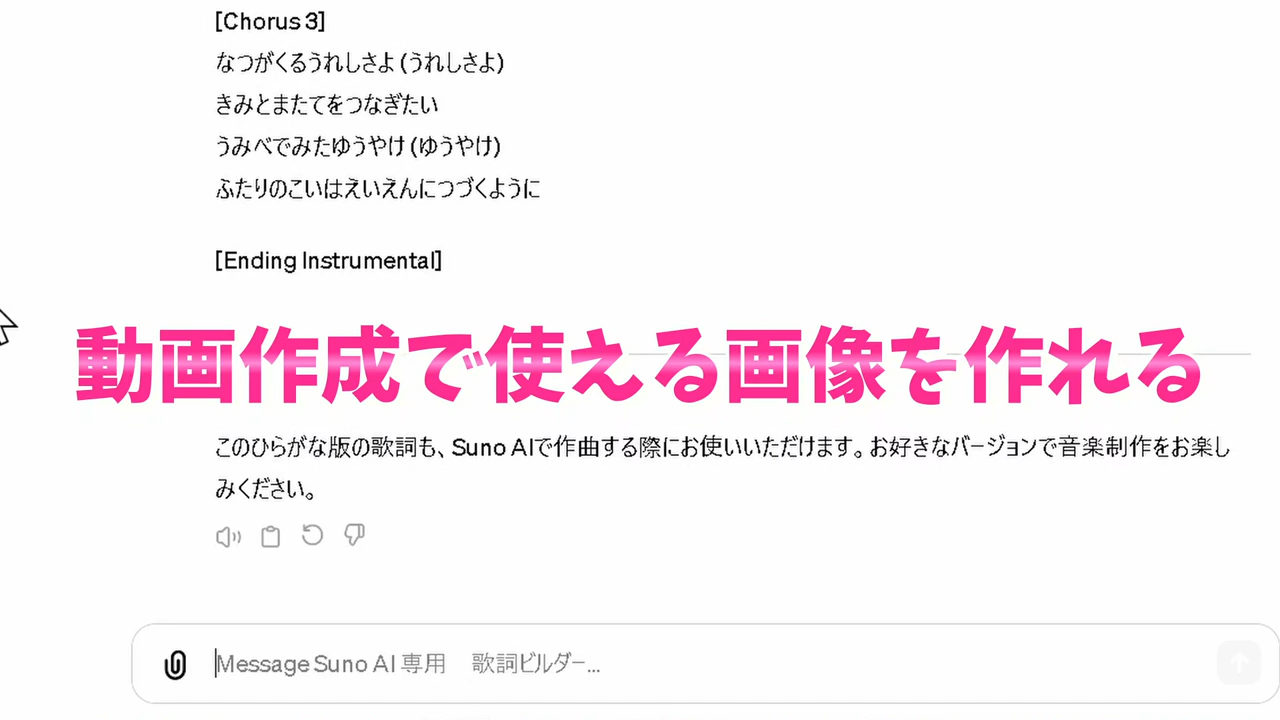 [Chorus 3]
なつがくるうれしさよ (うれしさよ)
きみとまたてをつなぎたい
うみべでみたゆうやけ (ゆうやけ)
ふたりのこいはえいえんにつづくように
[Ending Instrumental]
動画作成で使える画像を作れる
このひらがな版の歌詞も、Suno AIで作曲する際にお使いいただけます。お好きなバージョンで音楽制作をお楽し
みください。
Message Suno AI 専用　歌詞ビルダー...